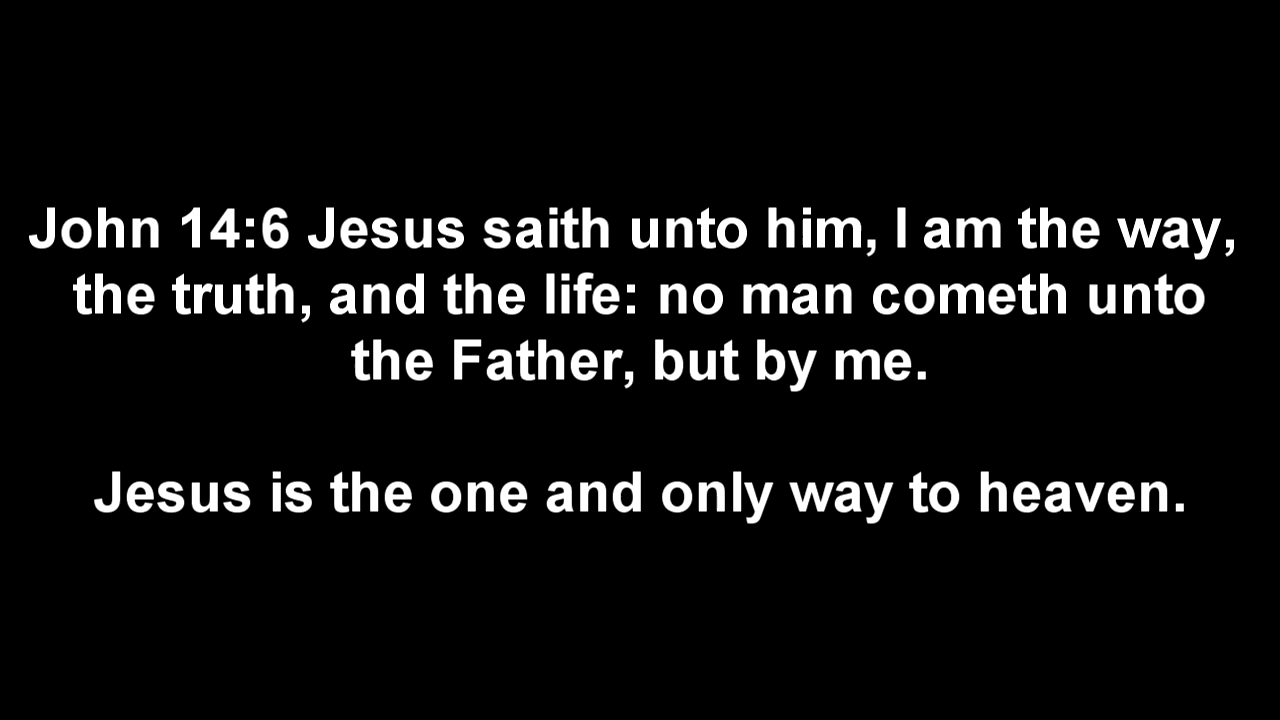 John 14:6 Jesus saith unto him, I am the way,
the truth, and the life: no man cometh unto
the Father, but by me.
Jesus is the one and only way to heaven.